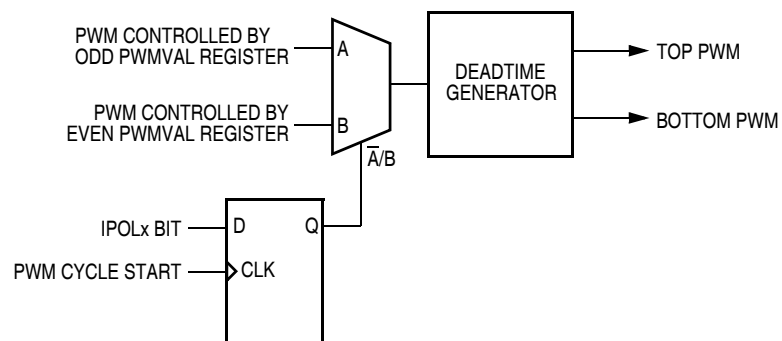 PWM CONTROLLED BY
ODD PWMVAL REGISTER
A
DEADTIME
GENERATOR
TOP PWM
BOTTOM PWM
PWM CONTROLLED BY
EVEN PWMVAL REGISTER
B
A̅/B
IPOLx BIT
D
Q
PWM CYCLE START
CLK